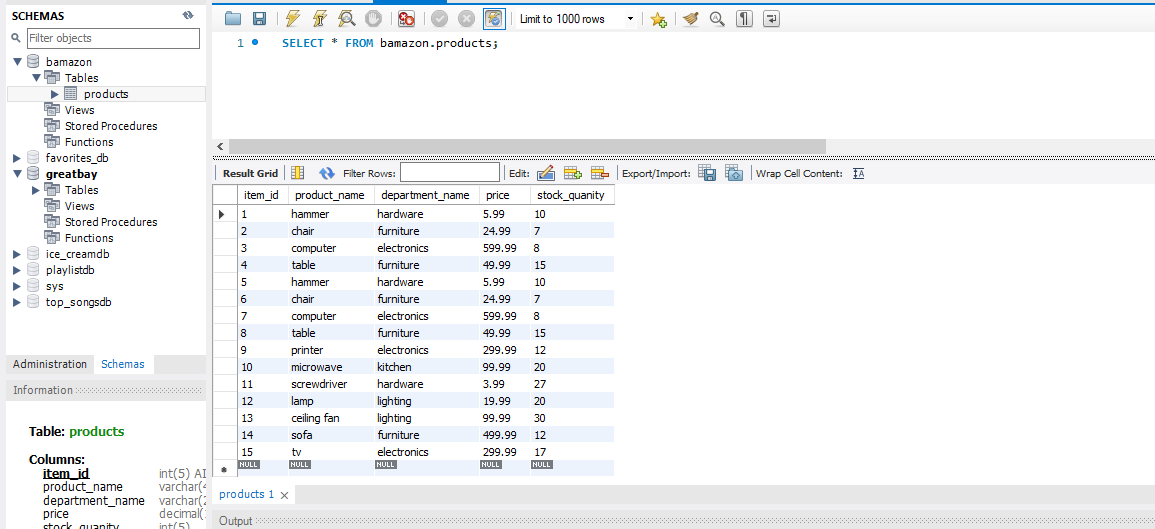 SCHEMAS
Filter objects
bamazon
Tables
products
Views
Stored Procedures
Functions
favorites_db
greatbay
Tables
Views
Stored Procedures
Functions
ice_creamdb
playlistdb
sys
top_songsdb
Administration Schemas
Information
Table: products
Columns:
item_id int(5) AI
product_name varchar(4
department_name varchar(2
price decimal(
stock_quanity int(5)
Limit to 1000 rows
1 SELECT * FROM bamazon.products;
Result Grid Filter Rows: Edit: Export/Import: Wrap Cell Content:
item_id product_name department_name price stock_quanity
1 hammer hardware 5.99 10
2 chair furniture 24.99 7
3 computer electronics 599.99 8
4 table furniture 49.99 15
5 hammer hardware 5.99 10
6 chair furniture 24.99 7
7 computer electronics 599.99 8
8 table furniture 49.99 15
9 printer electronics 299.99 12
10 microwave kitchen 99.99 20
11 screwdriver hardware 3.99 27
12 lamp lighting 19.99 20
13 ceiling fan lighting 99.99 30
14 sofa furniture 499.99 12
15 tv electronics 299.99 17
NULL NULL NULL NULL NULL
products 1
Output